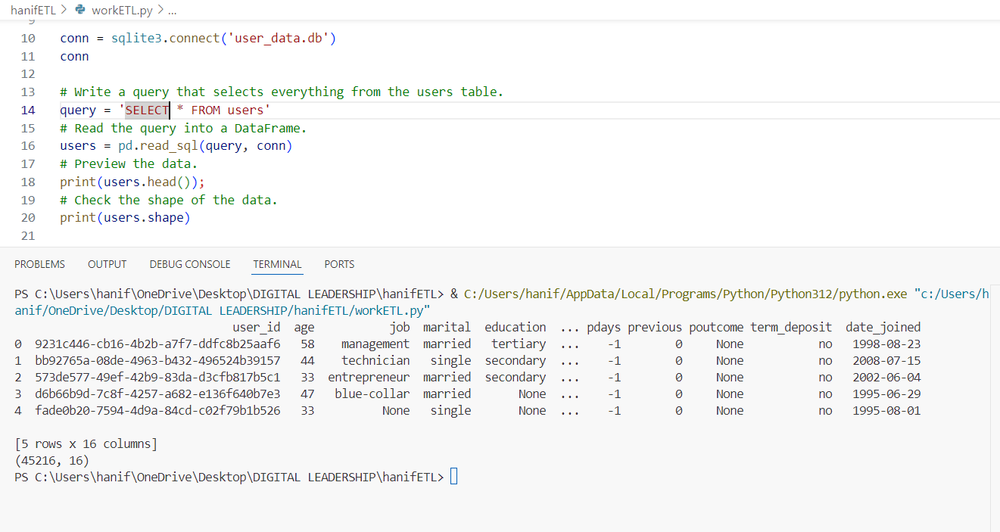 hanifETL > workETL.py > ...
9
10 conn = sqlite3.connect('user_data.db')
11 conn
12
13 # Write a query that selects everything from the users table.
14 query = 'SELECT * FROM users'
15 # Read the query into a DataFrame.
16 users = pd.read_sql(query, conn)
17 # Preview the data.
18 print(users.head());
19 # Check the shape of the data.
20 print(users.shape)
21
PROBLEMS OUTPUT DEBUG CONSOLE TERMINAL PORTS
PS C:\Users\hanif\OneDrive\Desktop\DIGITAL LEADERSHIP\hanifETL> & C:/Users/hanif/AppData/Local/Programs/Python/Python312/python.exe "c:/Users/h
anif/OneDrive/Desktop/DIGITAL LEADERSHIP/hanifETL/workETL.py"
user_id age job marital education ... pdays previous poutcome term_deposit date_joined
0 9231c446-cb16-4b2b-a7f7-ddfc8b25aaf6 58 management married tertiary ... -1 0 None no 1998-08-23
1 bb92765a-08de-4963-b432-496524b39157 44 technician single secondary ... -1 0 None no 2008-07-15
2 573de577-49ef-42b9-83da-d3cfb817b5c1 33 entrepreneur married secondary ... -1 0 None no 2002-06-04
3 d6b66b9d-7c8f-4257-a682-e136f640b7e3 47 blue-collar married None ... -1 0 None no 1995-06-29
4 fade0b20-7594-4d9a-84cd-c02f79b1b526 33 None single None ... -1 0 None no 1995-08-01
[5 rows x 16 columns]
(45216, 16)
PS C:\Users\hanif\OneDrive\Desktop\DIGITAL LEADERSHIP\hanifETL>